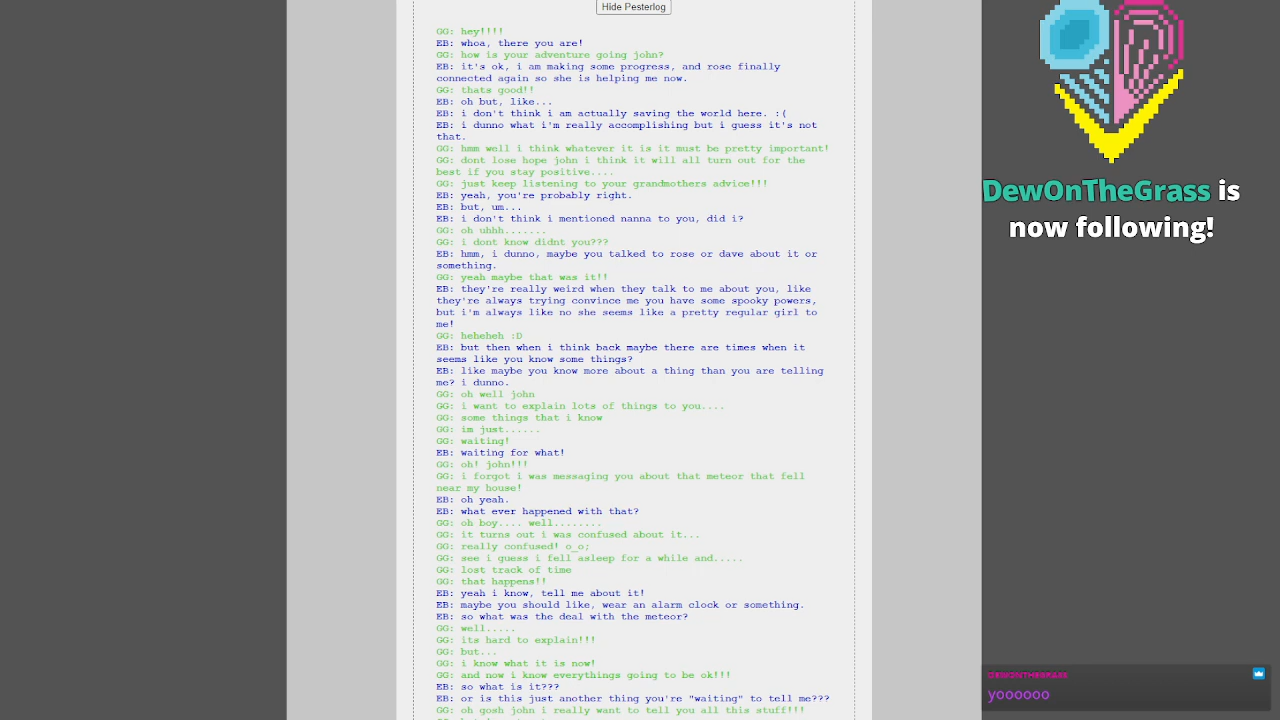 Hide Pesterlog
GG: hey!!!!
EB: whoa, there you are!
GG: how is your adventure going john?
EB: it's ok, i am making some progress, and rose finally
connected again so she is helping me now.
GG: thats good!!
EB: oh but, like...
EB: i don't think i am actually saving the world here. :(
EB: i dunno what i'm really accomplishing but i guess it's not
that.
GG: hmm well i think whatever it is it must be pretty important!
GG: dont lose hope john i think it will all turn out for the
best if you stay positive....
GG: just keep listening to your grandmothers advice!!!
EB: yeah, you're probably right.
EB: but, um...
EB: i don't think i mentioned nanna to you, did i?
GG: oh uhhh.......
GG: i dont know didnt you???
EB: hmm, i dunno, maybe you talked to rose or dave about it or
something.
GG: yeah maybe that was it!!
EB: they're really weird when they talk to me about you, like
they're always trying convince me you have some spooky powers,
but i'm always like no she seems like a pretty regular girl to
me!
GG: heheheh :D
EB: but then when i think back maybe there are times when it
seems like you know some things?
EB: like maybe you know more about a thing than you are telling
me? i dunno.
GG: oh well john
GG: i want to explain lots of things to you....
GG: some things that i know
GG: im just......
GG: waiting!
EB: waiting for what!
GG: oh! john!!!
GG: i forgot i was messaging you about that meteor that fell
near my house!
EB: oh yeah.
EB: what ever happened with that?
GG: oh boy.... well........
GG: it turns out i was confused about it...
GG: really confused! o_o;
GG: see i guess i fell asleep for a while and.....
GG: lost track of time
GG: that happens!!
EB: yeah i know, tell me about it!
EB: maybe you should like, wear an alarm clock or something.
EB: so what was the deal with the meteor?
GG: well.....
GG: its hard to explain!!!
GG: but...
GG: i know what it is now!
GG: and now i know everythings going to be ok!!!
EB: so what is it???
EB: or is this just another thing you're "waiting" to tell me???
GG: oh gosh john i really want to tell you all this stuff!!!
DewOnTheGrass is
now following!
DEWONTHEGRASS
yoooooo